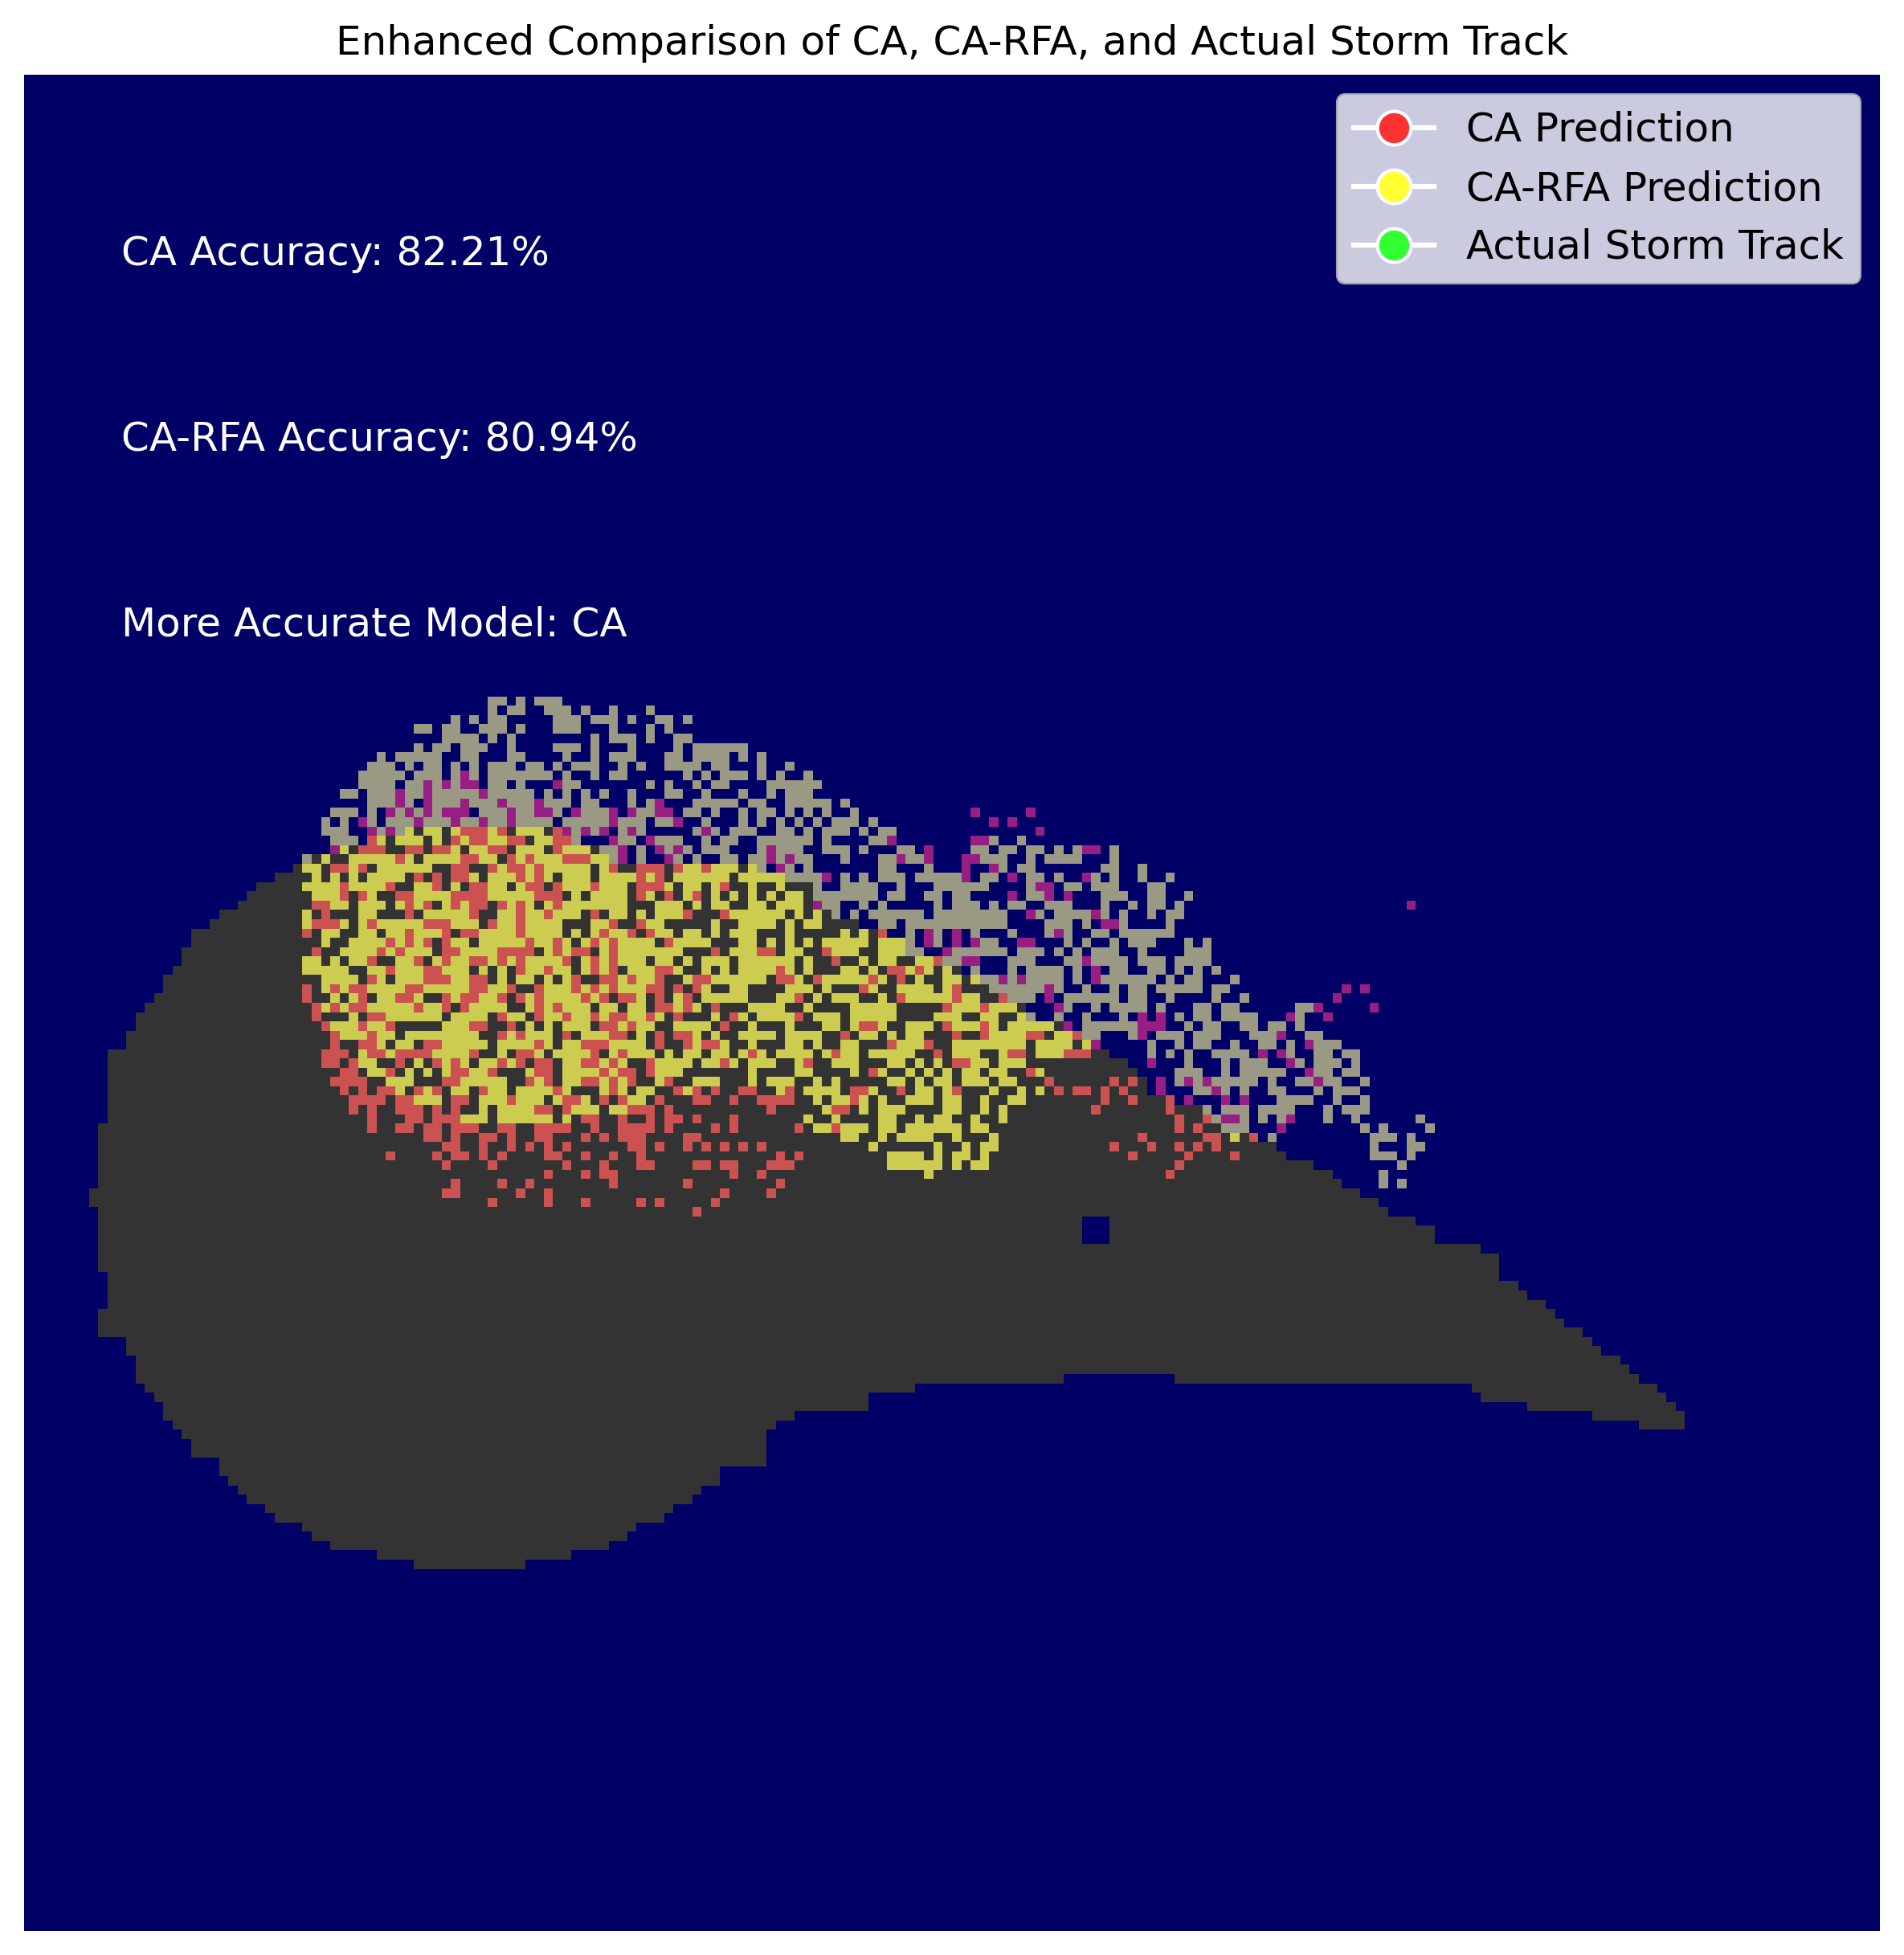 Enhanced Comparison of CA, CA-RFA, and Actual Storm Track
CA Prediction
CA-RFA Prediction
Actual Storm Track
CA Accuracy: 82.21%
CA-RFA Accuracy: 80.94%
More Accurate Model: CA